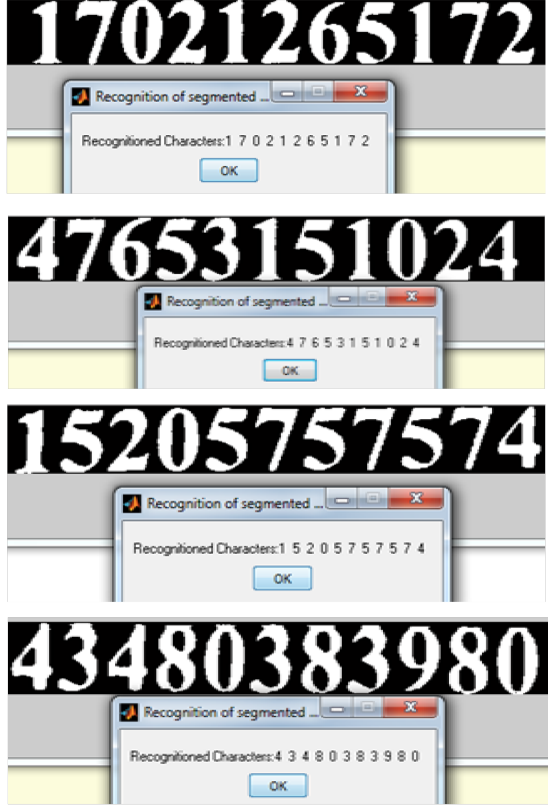 17021265172
Recognition of segmented ...
Recognitioned Characters:1 7 0 2 1 2 6 5 1 7 2
OK
47653151024
Recognition of segmented ...
Recognitioned Characters:4 7 6 5 3 1 5 1 0 2 4
OK
15205757574
Recognition of segmented ...
Recognitioned Characters:1 5 2 0 5 7 5 7 5 7 4
OK
43480383980
Recognition of segmented ...
Recognitioned Characters:4 3 4 8 0 3 8 3 9 8 0
OK